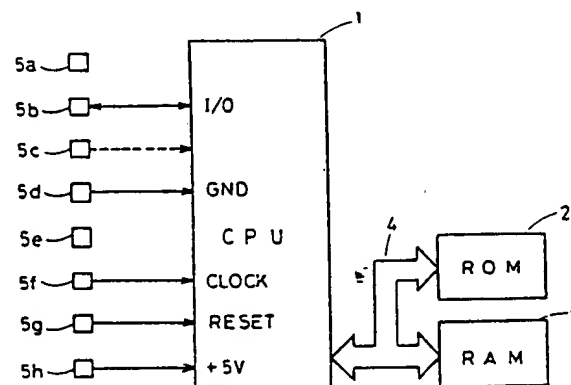 1
5a
5b I/O
5c
5d GND
5e CPU
5f CLOCK
5g RESET
5h +5V
4
2
ROM
RAM